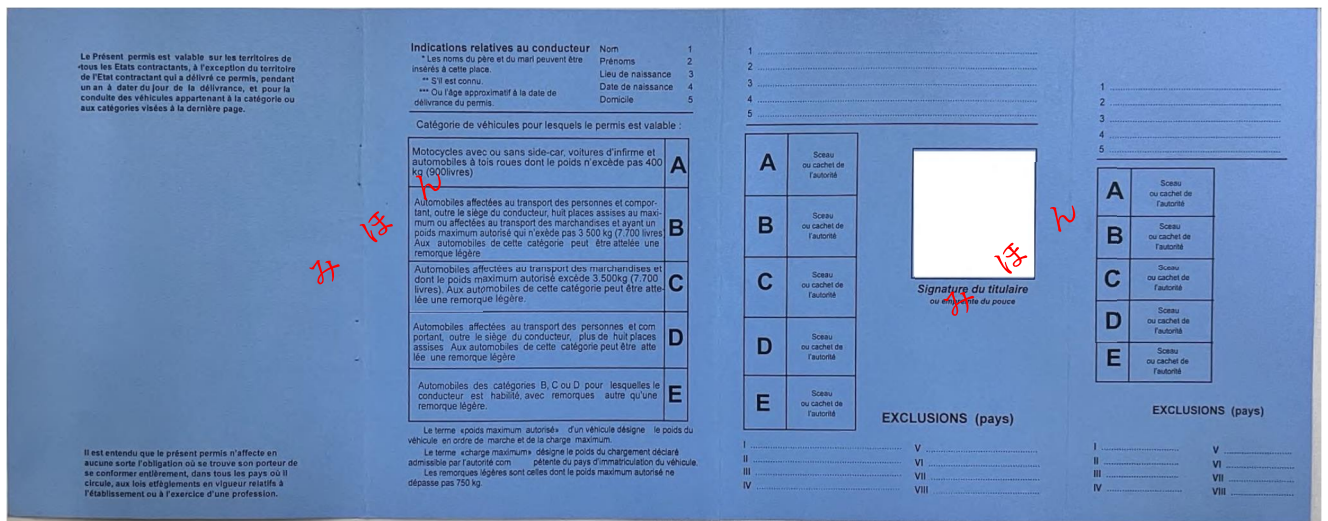 Le Présent permis est valable sur les territoires de
tous les Etats contractants, à l'exception du territoire
de l'Etat contractant qui a délivré ce permis, pendant
un an à dater du jour de la délivrance, et pour la
conduite des véhicules appartenant à la catégorie ou
aux catégories visées à la dernière page.
Il est entendu que le présent permis n'affecte en
aucune sorte l'obligation où se trouve son porteur de
se conformer entièrement, dans tous les pays où il
circule, aux lois etfèglements en vigueur relatifs à
l'établissement ou à l'exercice d'une profession.
Indications relatives au conducteur
* Les noms du père et du mari peuvent être
insérés à cette place.
** S'il est connu.
*** Ou l'âge approximatif à la date de
délivrance du permis.
Nom 1
Prénoms 2
Lieu de naissance 3
Date de naissance 4
Domicile 5
Catégorie de véhicules pour lesquels le permis est valable :
Motocycles avec ou sans side-car, voitures d'infirme et
automobiles à tois roues dont le poids n'excède pas 400
kg (900livres)
A
Automobiles affectées au transport des personnes et compor-
tant, outre le siège du conducteur, huit places assises au maxi-
mum ou affectées au transport des marchandises et ayant un
poids maximum autorisé qui n'exède pas 3 500 kg (7.700 livres
Aux automobiles de cette catégorie peut être attelée une
remorque légère
B
Automobiles affectées au transport des marchandises et
dont le poids maximum autorisé excède 3.500kg (7.700
livres). Aux automobiles de cette catégorie peut être atte-
lée une remorque légère.
C
Automobiles affectées au transport des personnes et com
portant, outre le siège du conducteur, plus de huit places
assises Aux automobiles de cette catégorie peut être atte
lée une remorque légère
D
Automobiles des catégories B, C ou D pour lesquelles le
conducteur est habilité, avec remorques autre qu'une
remorque légère.
E
Le terme «poids maximum autorisé» d'un véhicule désigne le poids du
véhicule en ordre de marche et de la charge maximum.
Le terme «charge maximum» désigne le poids du chargement déclaré
admissible par l'autorité com pétente du pays d'immatriculation du véhicule.
Les remorques légères sont celles dont le poids maximum autorisé ne
dépasse pas 750 kg.
みほん
1
2
3
4
5
A Sceau
ou cachet de
l'autorité
B Sceau
ou cachet de
l'autorité
C Sceau
ou cachet de
l'autorité
D Sceau
ou cachet de
l'autorité
E Sceau
ou cachet de
l'autorité
Signature du titulaire
ou empreinte du pouce
みほん
EXCLUSIONS (pays)
I V
II VI
III VII
IV VIII
1
2
3
4
5
A Sceau
ou cachet de
l'autorité
B Sceau
ou cachet de
l'autorité
C Sceau
ou cachet de
l'autorité
D Sceau
ou cachet de
l'autorité
E Sceau
ou cachet de
l'autorité
EXCLUSIONS (pays)
I V
II VI
III VII
IV VIII